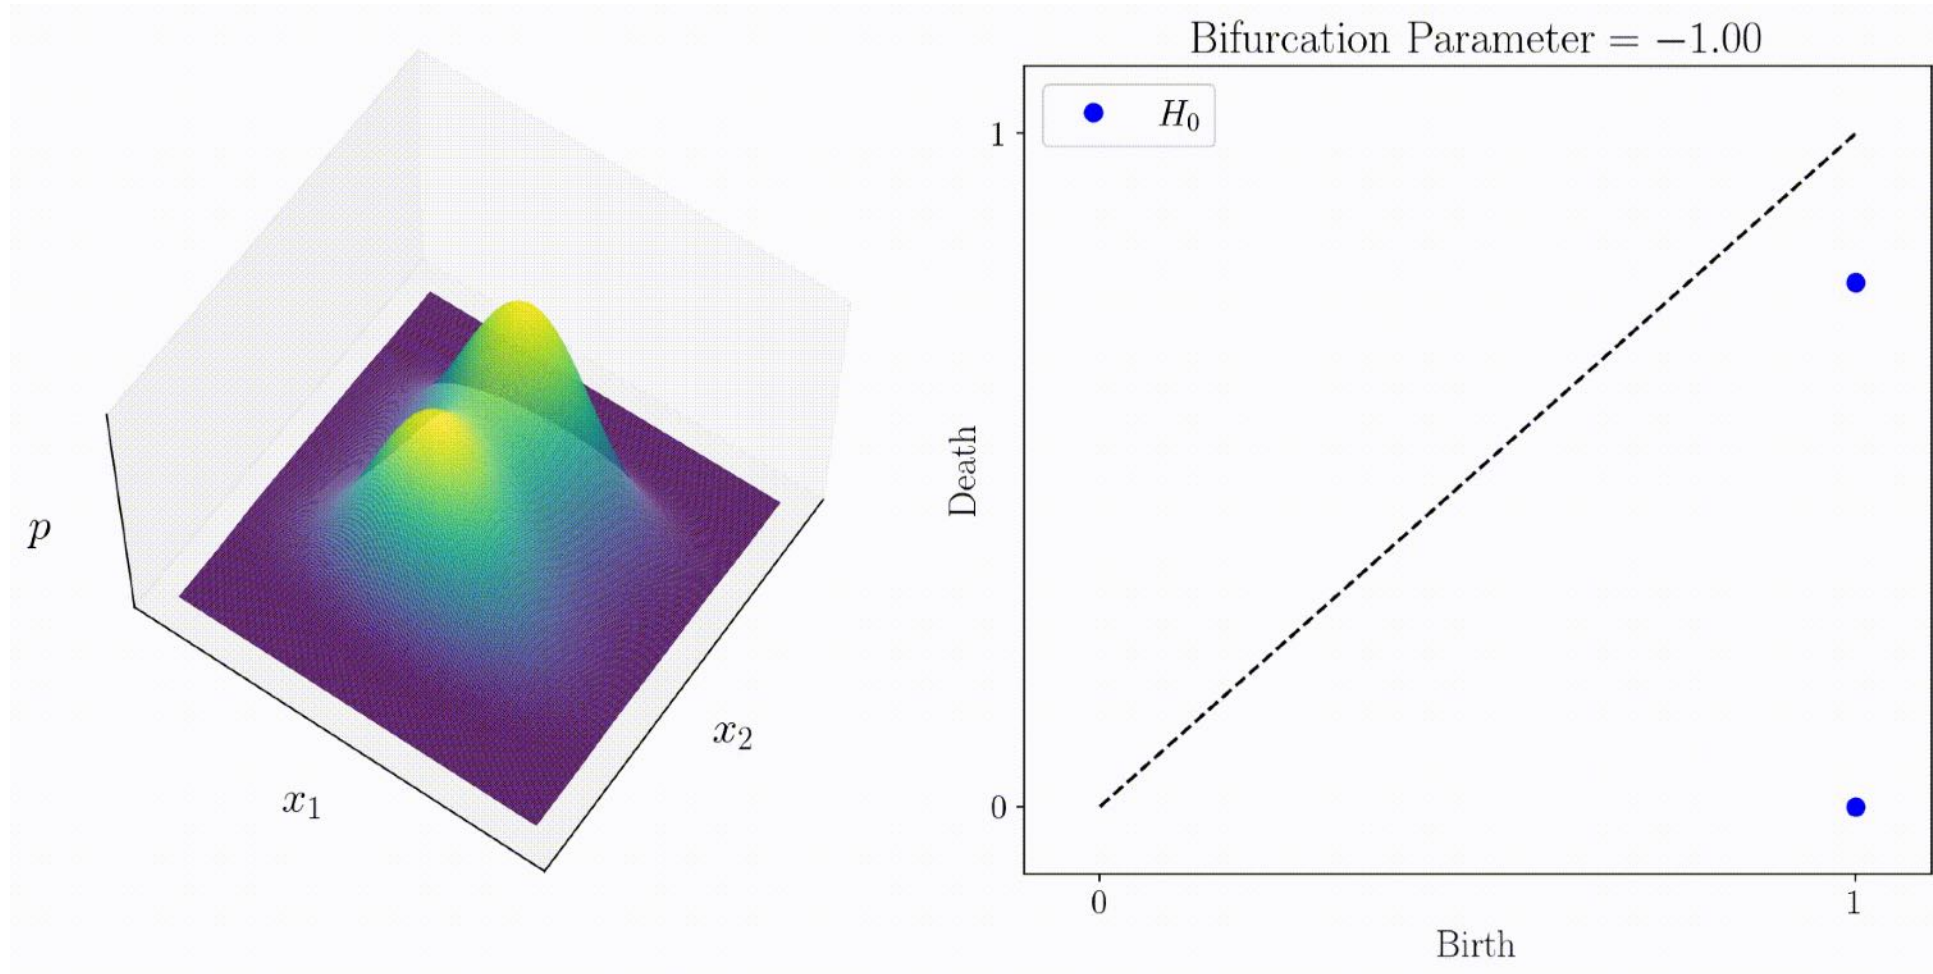 p
x₁
x₂
Bifurcation Parameter = −1.00
H₀
1
Death
0
0
1
Birth